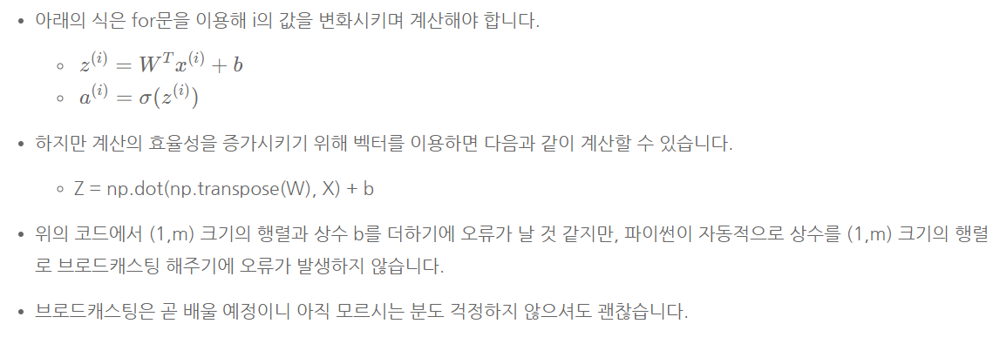 • 아래의 식은 for문을 이용해 i의 값을 변화시키며 계산해야 합니다.
◦ z^{(i)} = W^T x^{(i)} + b
◦ a^{(i)} = σ(z^{(i)})
• 하지만 계산의 효율성을 증가시키기 위해 벡터를 이용하면 다음과 같이 계산할 수 있습니다.
◦ Z = np.dot(np.transpose(W), X) + b
• 위의 코드에서 (1,m) 크기의 행렬과 상수 b를 더하기에 오류가 날 것 같지만, 파이썬이 자동적으로 상수를 (1,m) 크기의 행렬
로 브로드캐스팅 해주기에 오류가 발생하지 않습니다.
• 브로드캐스팅은 곧 배울 예정이니 아직 모르시는 분도 걱정하지 않으셔도 괜찮습니다.